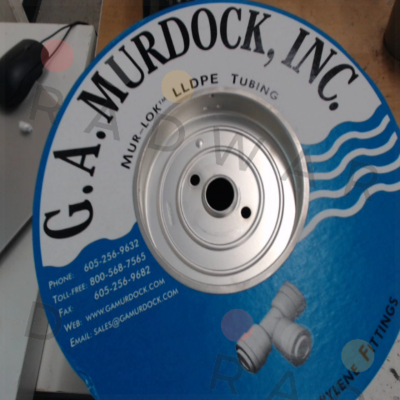 G.A. MURDOCK, INC.
MUR-LOK™ LLDPE TUBING
PHONE: 605-256-9632
TOLL-FREE: 800-568-7565
FAX: 605-256-9682
WEB: WWW.GAMURDOCK.COM
EMAIL: SALES@GAMURDOCK.COM
FITTINGS